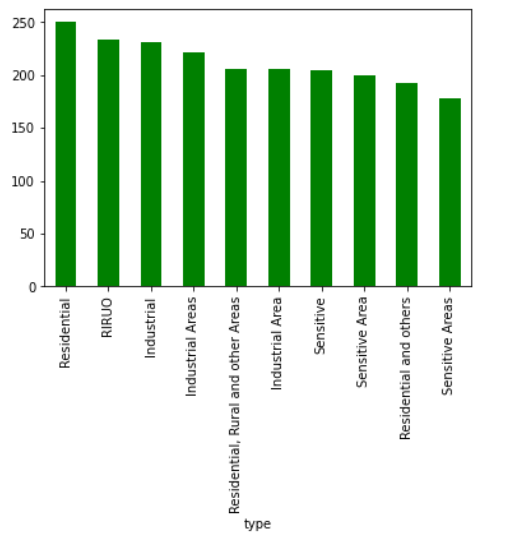 250
200
150
100
50
0
Residential
RIRUO
Industrial
Industrial Areas
Residential, Rural and other Areas
Industrial Area
Sensitive
Sensitive Area
Residential and others
Sensitive Areas
type